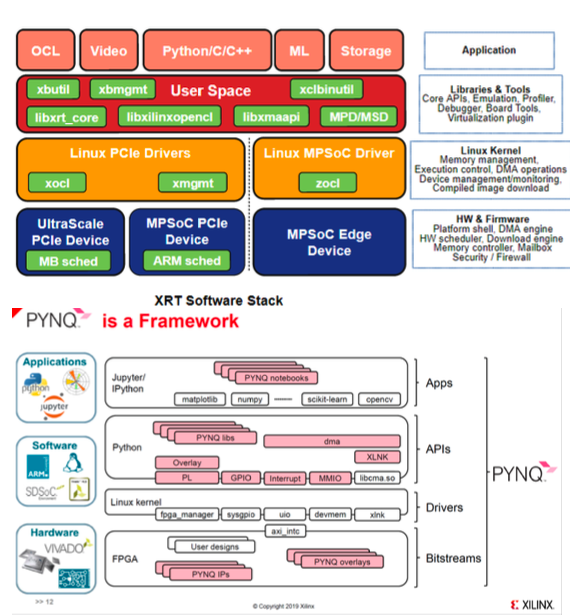 OCL
Video
Python/C/C++
ML
Storage
Application
xbutil
xbmgmt
User Space
xclbinutil
libxrt_core
libxilinxopencl
libxmaapi
MPD/MSD
Libraries & Tools
Core APIs, Emulation, Profiler,
Debugger, Board Tools,
Virtualization plugin
Linux PCIe Drivers
xocl
xmgmt
Linux MPSoC Driver
zocl
Linux Kernel
Memory management,
Execution control, DMA operations
Device management/monitoring,
Compiled image download
UltraScale
PCIe Device
MB sched
MPSoC PCIe
Device
ARM sched
MPSoC Edge
Device
HW & Firmware
Platform shell, DMA engine
HW scheduler, Download engine
Memory controller, Mailbox
Security / Firewall
XRT Software Stack
PYNQ is a Framework
Applications
python
jupyter
Jupyter/
IPython
PYNQ notebooks
matplotlib
numpy
scikit-learn
opencv
Apps
Software
ARM
SDSoC
Python
PYNQ libs
dma
XLNK
Overlay
PL
GPIO
Interrupt
MMIO
libcma.so
APIs
PYNQ
Linux kernel
fpga_manager
sysgpio
uio
devmem
xlnk
Drivers
Hardware
VIVADO
FPGA
axi_intc
User designs
PYNQ IPs
PYNQ overlays
Bitstreams
>> 12
© Copyright 2019 Xilinx
XILINX